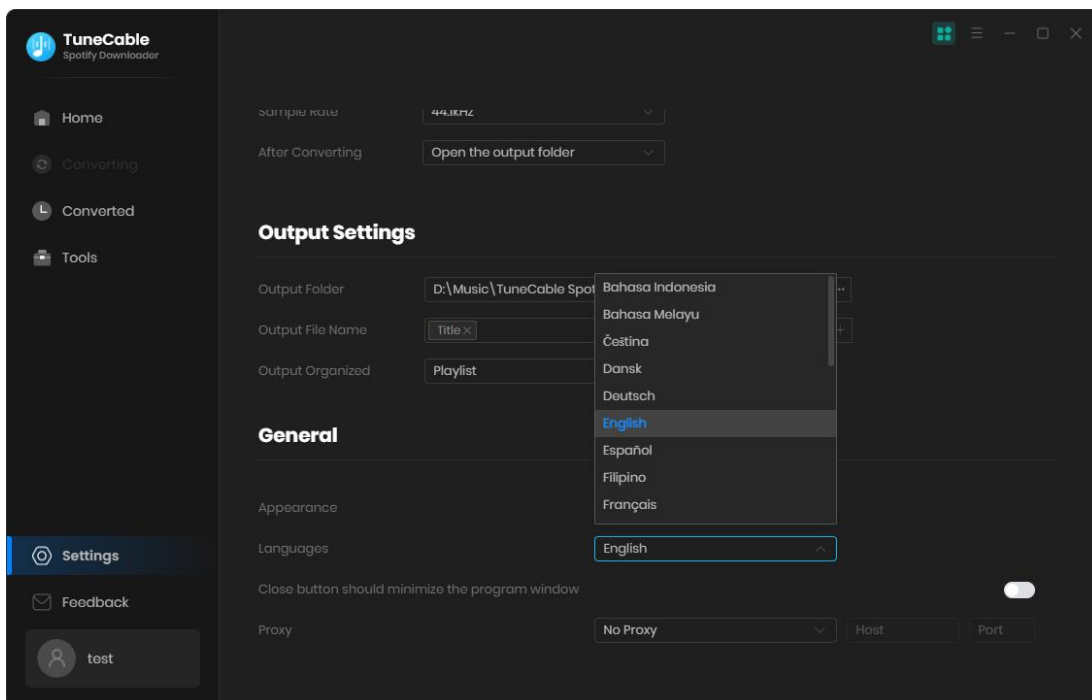 TuneCable
Spotify Downloader
Home
Converting
Converted
Tools
Settings
Feedback
test
Sample Rate
44.1kHz
After Converting
Open the output folder
Output Settings
Output Folder
D:\Music\TuneCable Spot
Output File Name
Title
Output Organized
Playlist
Bahasa Indonesia
Bahasa Melayu
Čeština
Dansk
Deutsch
English
Español
Filipino
Français
General
Appearance
Languages
English
Close button should minimize the program window
Proxy
No Proxy
Host
Port